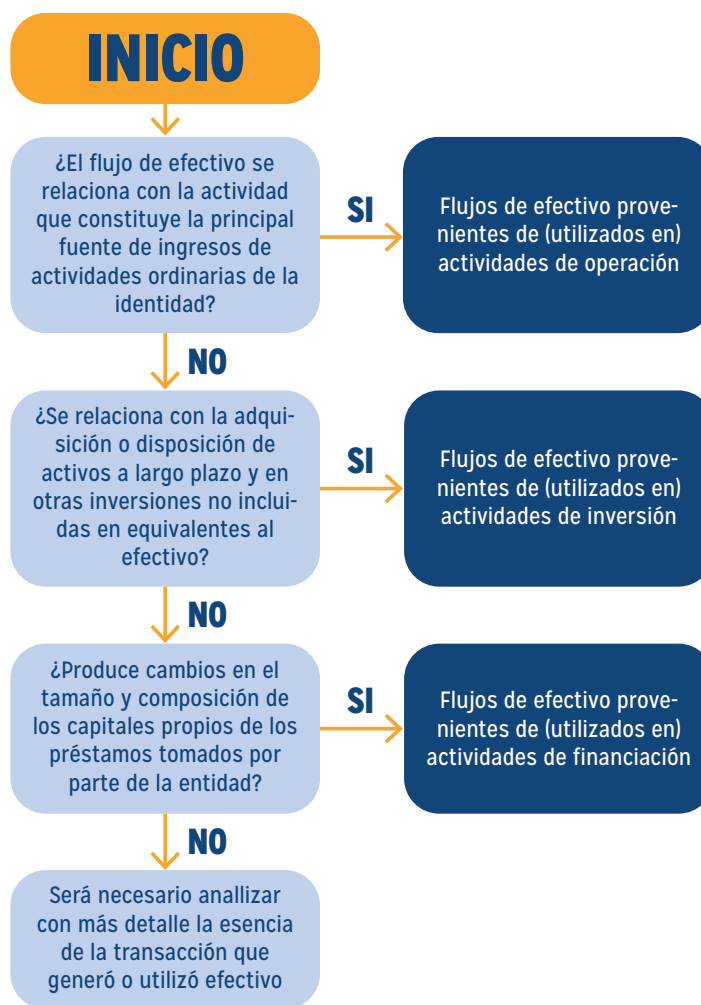 INICIO
¿El flujo de efectivo se
relaciona con la actividad
que constituye la principal
fuente de ingresos de
actividades ordinarias de la
identidad?
SI
Flujos de efectivo prove-
nientes de (utilizados en)
actividades de operación
NO
¿Se relaciona con la adqui-
sición o disposición de
activos a largo plazo y en
otras inversiones no inclui-
das en equivalentes al
efectivo?
SI
Flujos de efectivo prove-
nientes de (utilizados en)
actividades de inversión
NO
¿Produce cambios en el
tamaño y composición de
los capitales propios de los
préstamos tomados por
parte de la entidad?
SI
Flujos de efectivo prove-
nientes de (utilizados en)
actividades de financiación
NO
Será necesario anallizar
con más detalle la esencia
de la transacción que
generó o utilizó efectivo